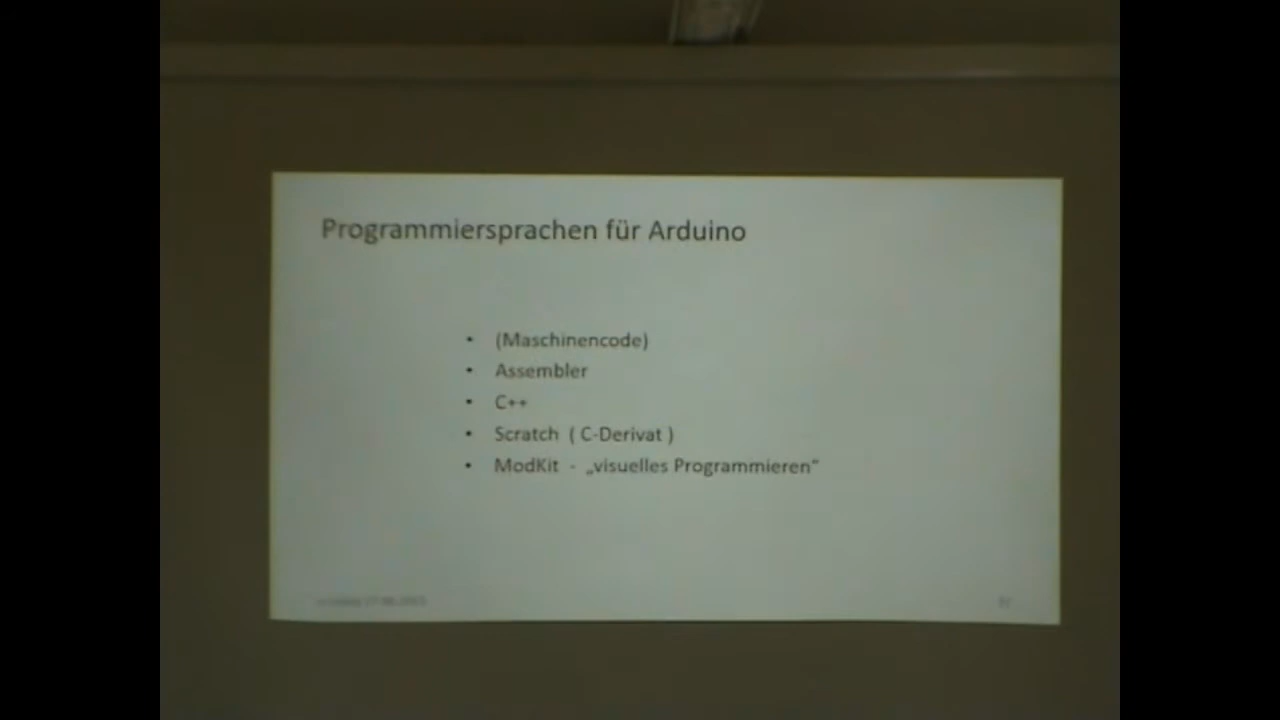 Programmiersprachen für Arduino
• (Maschinencode)
• Assembler
• C++
• Scratch ( C-Derivat )
• ModKit - „visuelles Programmieren“